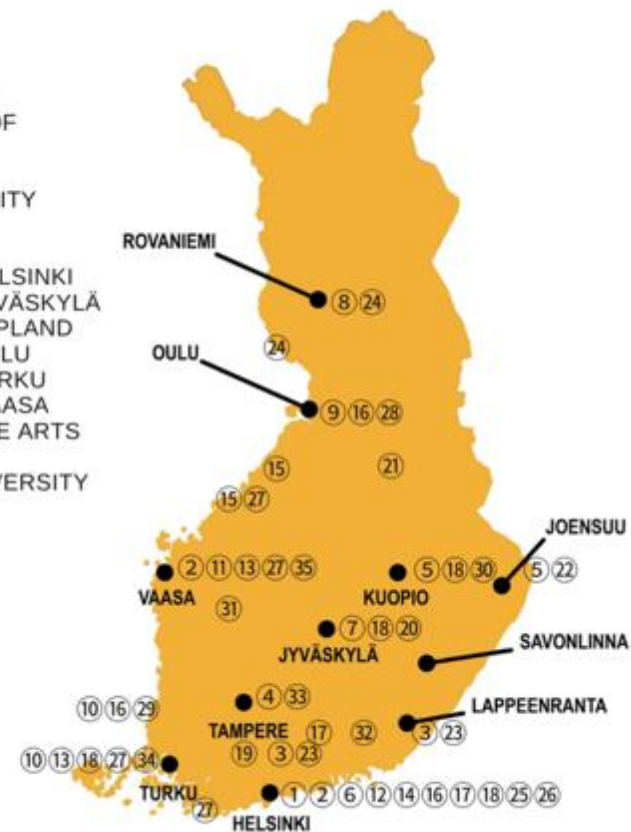 OF
ITY
LSINKI
VÄSKYLÄ
PLAND
LU
RKU
AASA
E ARTS
VERSITY
ROVANIEMI
8 24
24
OULU
9 16 28
15
21
15 27
JOENSUU
2 11 13 27 35
5 18 30
5 22
VAASA
KUOPIO
31
7 18 20
JYVÄSKYLÄ
SAVONLINNA
4 33
10 16 29
LAPPEENRANTA
TAMPERE
17
32
3 23
19
3 23
10 13 18 27 34
TURKU
27
1 2 6 12 14 16 17 18 25 26
HELSINKI